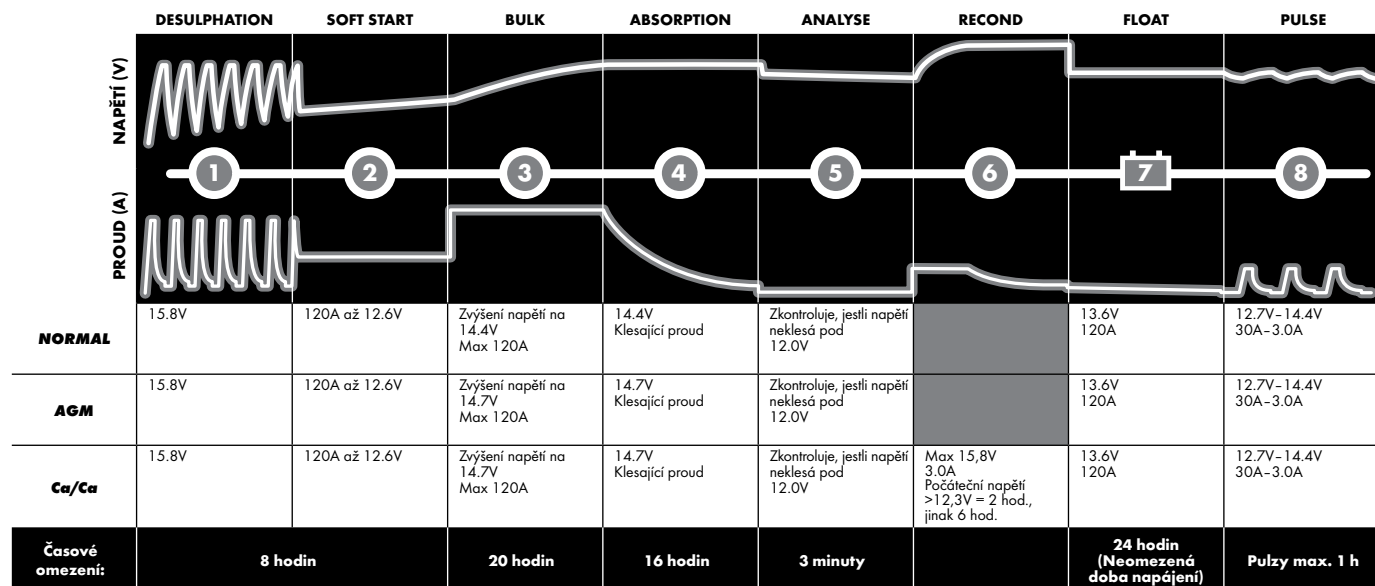 DESULPHATION SOFT START BULK ABSORPTION ANALYSE RECOND FLOAT PULSE
NAPĚTÍ (V)
1 2 3 4 5 6 7 8
PROUD (A)
NORMAL
15.8V
120A až 12.6V
Zvýšení napětí na
14.4V
Max 120A
14.4V
Klesající proud
Zkontroluje, jestli napětí
neklesá pod
12.0V
13.6V
120A
12.7V–14.4V
30A–3.0A
AGM
15.8V
120A až 12.6V
Zvýšení napětí na
14.7V
Max 120A
14.7V
Klesající proud
Zkontroluje, jestli napětí
neklesá pod
12.0V
13.6V
120A
12.7V–14.4V
30A–3.0A
Ca/Ca
15.8V
120A až 12.6V
Zvýšení napětí na
14.7V
Max 120A
14.7V
Klesající proud
Zkontroluje, jestli napětí
neklesá pod
12.0V
Max 15,8V
3.0A
Počáteční napětí
>12,3V = 2 hod.,
jinak 6 hod.
13.6V
120A
12.7V–14.4V
30A–3.0A
Časové
omezení:
8 hodin
20 hodin
16 hodin
3 minuty
24 hodin
(Neomezená
doba napájení)
Pulzy max. 1 h